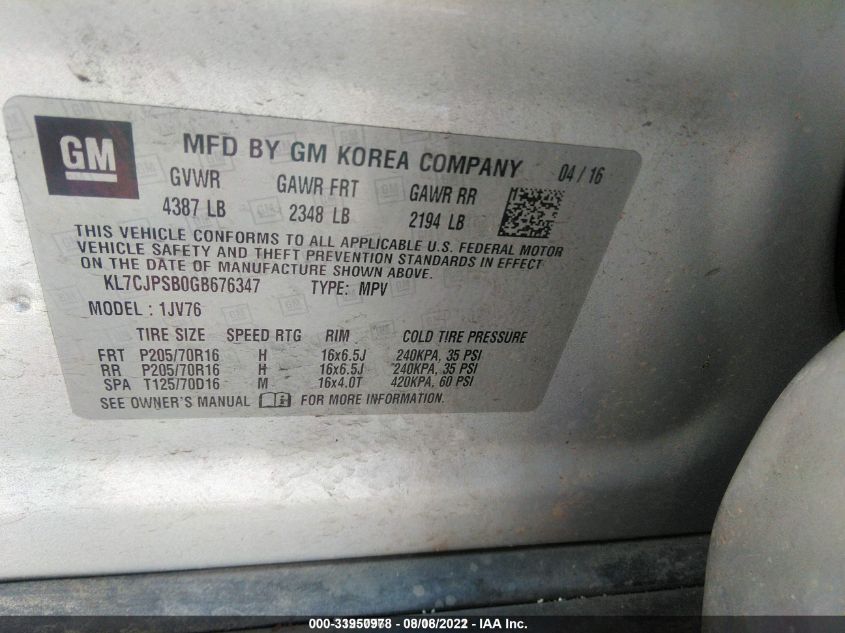 GM
MFD BY GM KOREA COMPANY 04 / 16
GVWR GAWR FRT GAWR RR
4387 LB 2348 LB 2194 LB
THIS VEHICLE CONFORMS TO ALL APPLICABLE U.S. FEDERAL MOTOR
VEHICLE SAFETY AND THEFT PREVENTION STANDARDS IN EFFECT
ON THE DATE OF MANUFACTURE SHOWN ABOVE.
KL7CJPSB0GB676347 TYPE: MPV
MODEL : 1JV76
TIRE SIZE SPEED RTG RIM COLD TIRE PRESSURE
FRT P205/70R16 H 16x6.5J 240KPA, 35 PSI
RR P205/70R16 H 16x6.5J 240KPA, 35 PSI
SPA T125/70D16 M 16x4.0T 420KPA, 60 PSI
SEE OWNER'S MANUAL FOR MORE INFORMATION.
000-33950978 - 08/08/2022 - IAA Inc.